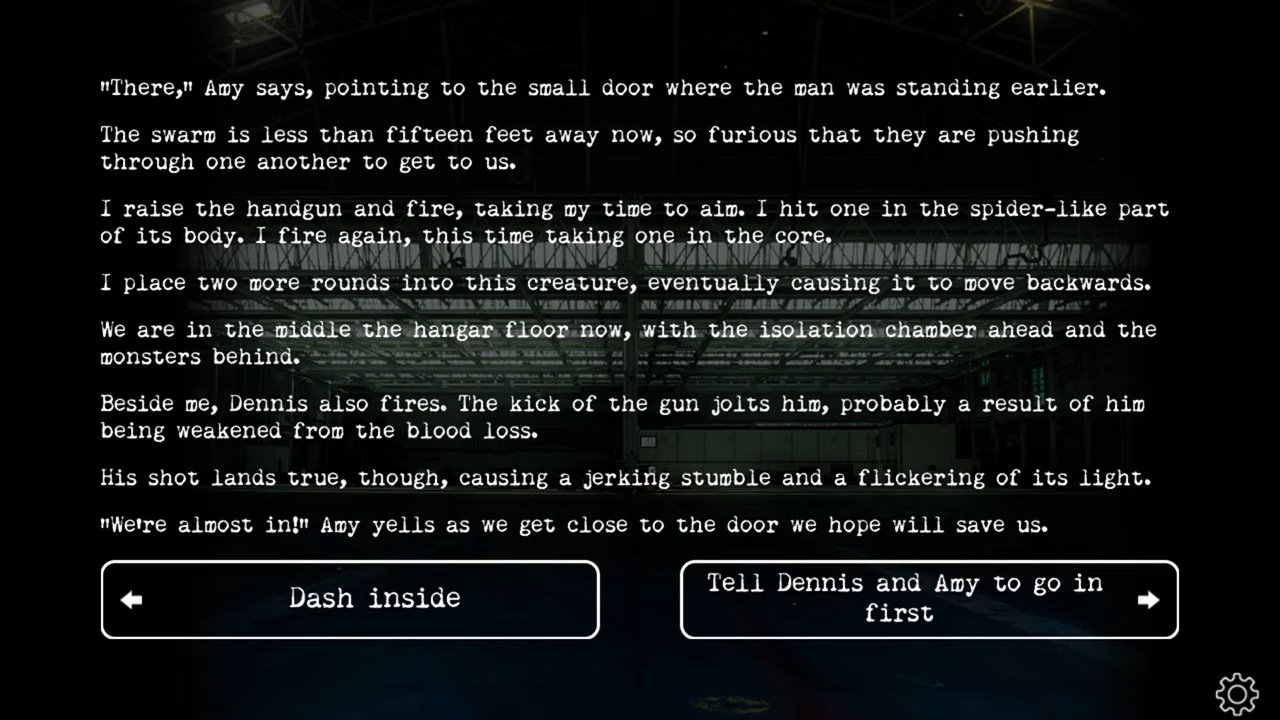 "There," Amy says, pointing to the small door where the man was standing earlier.
The swarm is less than fifteen feet away now, so furious that they are pushing
through one another to get to us.
I raise the handgun and fire, taking my time to aim. I hit one in the spider-like part
of its body. I fire again, this time taking one in the core.
I place two more rounds into this creature, eventually causing it to move backwards.
We are in the middle the hangar floor now, with the isolation chamber ahead and the
monsters behind.
Beside me, Dennis also fires. The kick of the gun jolts him, probably a result of him
being weakened from the blood loss.
His shot lands true, though, causing a jerking stumble and a flickering of its light.
"We're almost in!" Amy yells as we get close to the door we hope will save us.
Dash inside
Tell Dennis and Amy to go in
first